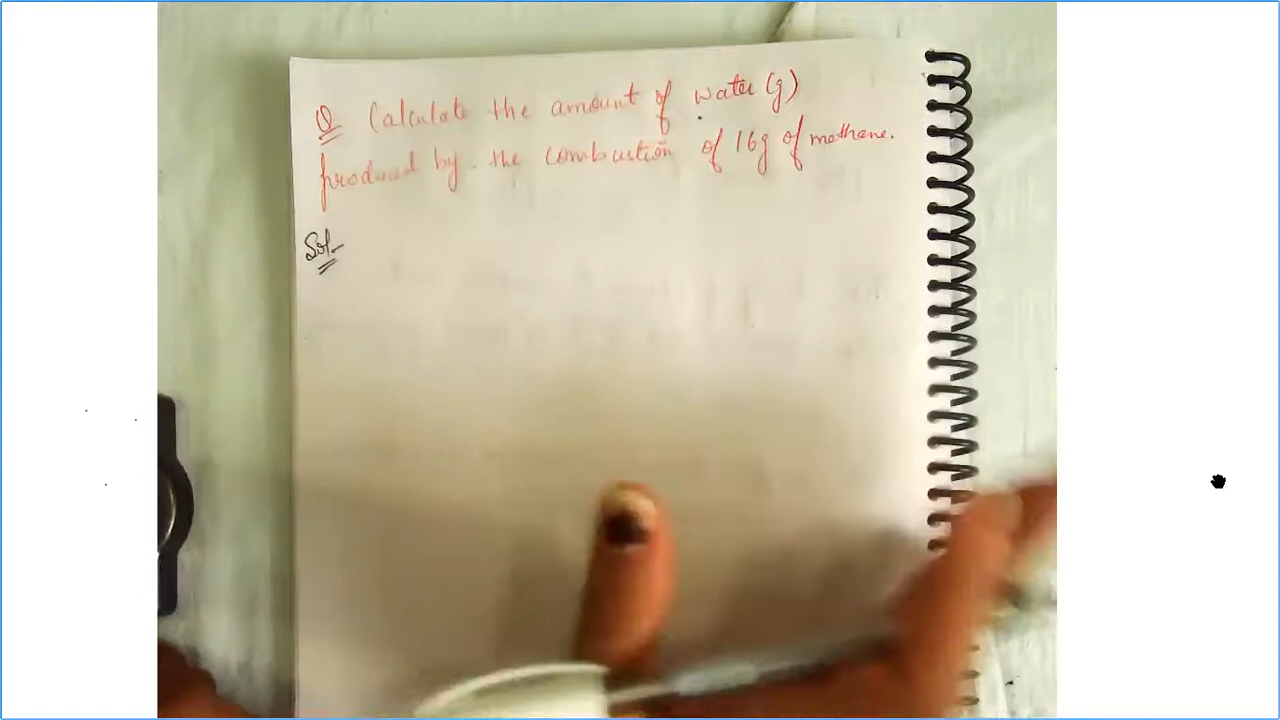 Q Calculate the amount of water (g)
produced by the combustion of 16g of methane.
Sol-